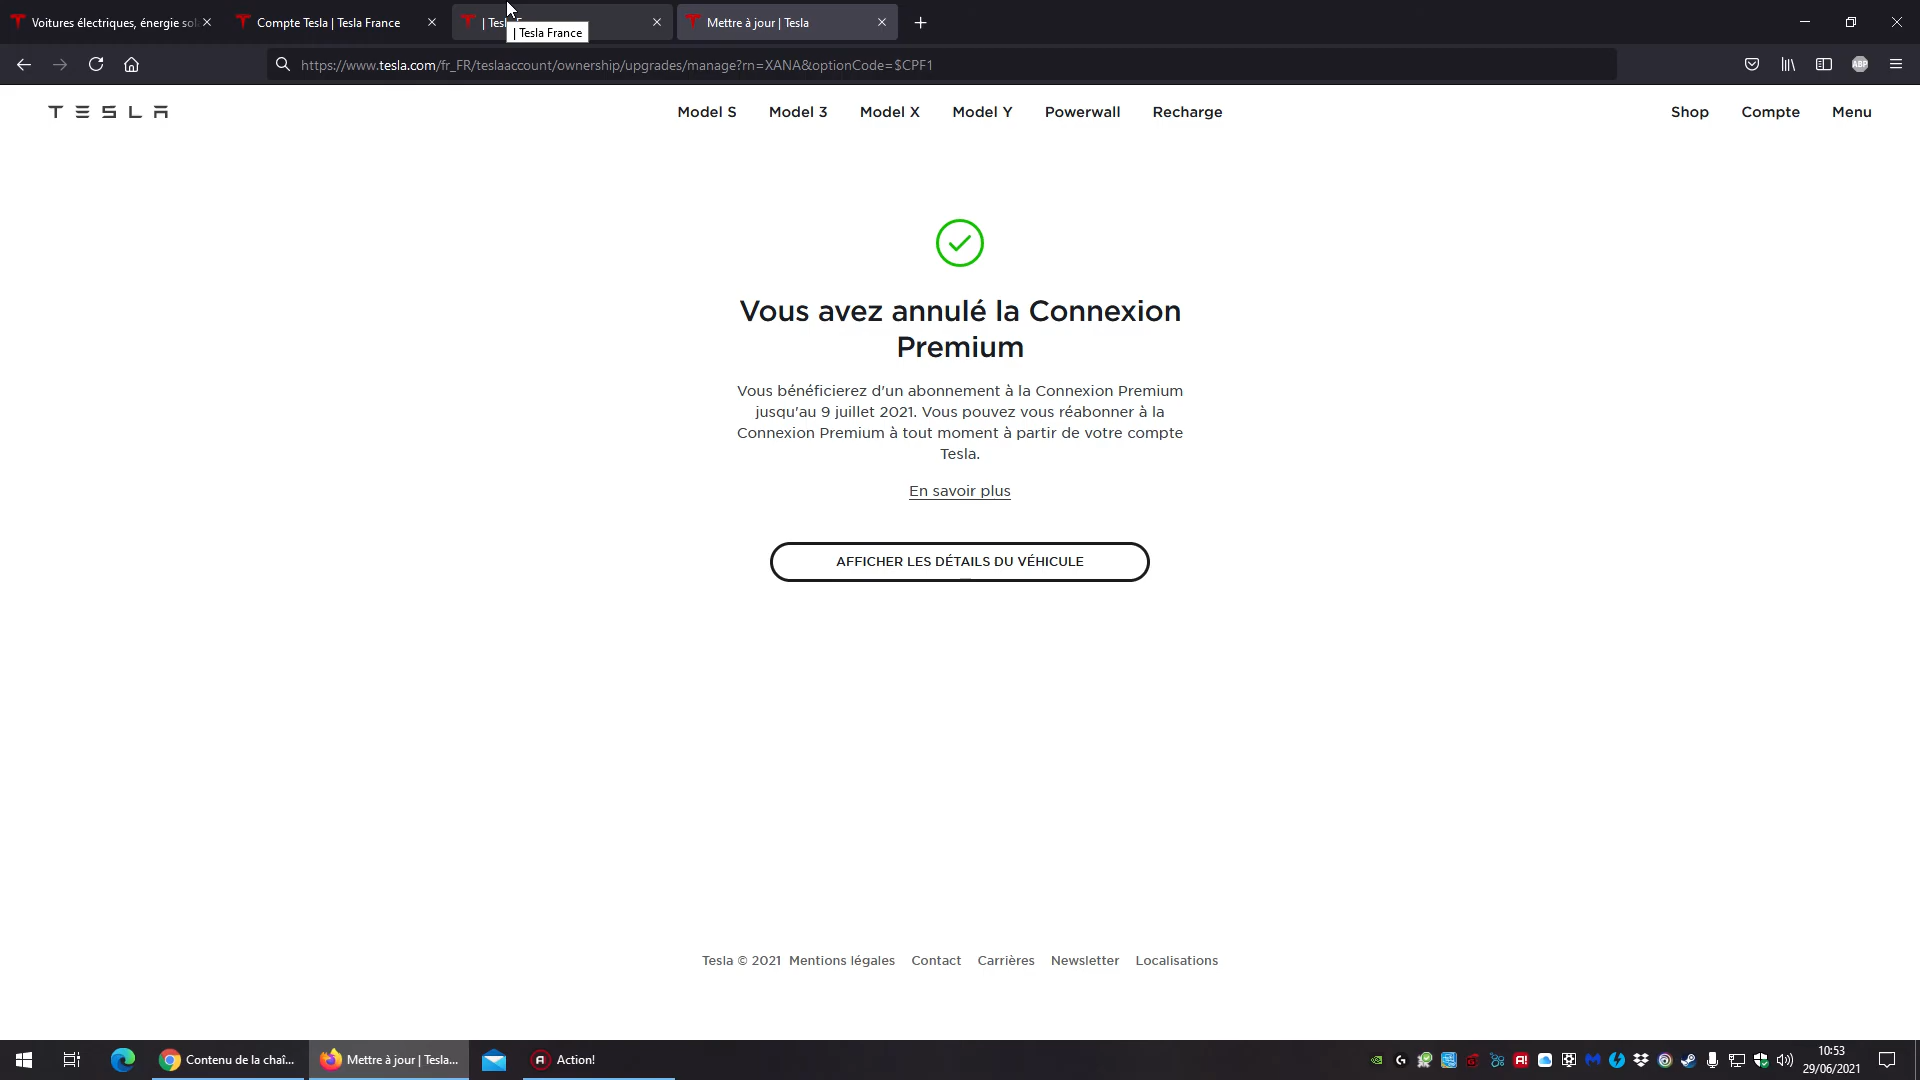 Voitures électriques, énergie sol
Compte Tesla | Tesla France
| Tesla
Mettre à jour | Tesla
| Tesla France
https://www.tesla.com/fr_FR/teslaaccount/ownership/upgrades/manage?rn=XANA&optionCode=$CPF1
ABP
TESLA
Model S
Model 3
Model X
Model Y
Powerwall
Recharge
Shop
Compte
Menu
Vous avez annulé la Connexion
Premium
Vous bénéficierez d'un abonnement à la Connexion Premium
jusqu'au 9 juillet 2021. Vous pouvez vous réabonner à la
Connexion Premium à tout moment à partir de votre compte
Tesla.
En savoir plus
AFFICHER LES DÉTAILS DU VÉHICULE
Tesla © 2021 Mentions légales Contact Carrières Newsletter Localisations
Contenu de la chaî...
Mettre à jour | Tesla...
Action!
10:53
29/06/2021